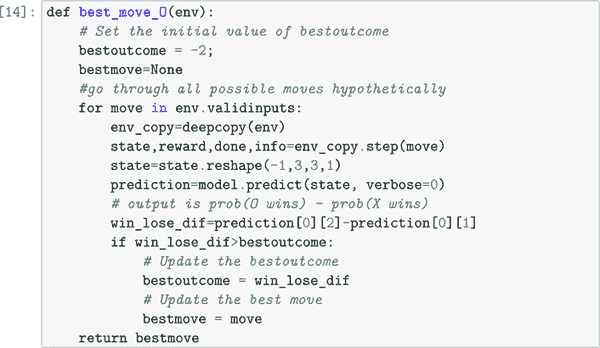 [14]: def best_move_O(env):
    # Set the initial value of bestoutcome
    bestoutcome = -2;
    bestmove=None
    #go through all possible moves hypothetically
    for move in env.validinputs:
        env_copy=deepcopy(env)
        state,reward,done,info=env_copy.step(move)
        state=state.reshape(-1,3,3,1)
        prediction=model.predict(state, verbose=0)
        # output is prob(O wins) - prob(X wins)
        win_lose_dif=prediction[0][2]-prediction[0][1]
        if win_lose_dif>bestoutcome:
            # Update the bestoutcome
            bestoutcome = win_lose_dif
            # Update the best move
            bestmove = move
    return bestmove